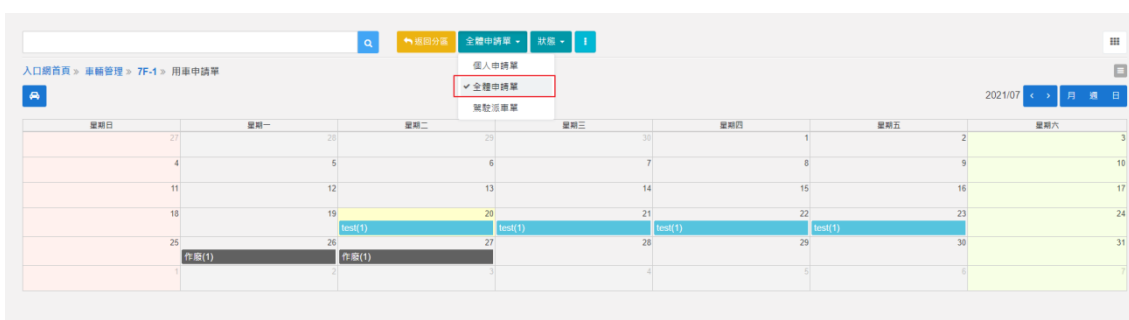 返回分區 全體申請單 狀態
個人申請單
全體申請單
駕駛派車單
入口網首頁 » 車輛管理 » 7F-1 » 用車申請單
2021/07 < > 月 週 日
星期日 星期一 星期二 星期三 星期四 星期五 星期六
27 28 29 30 1 2 3
4 5 6 7 8 9 10
11 12 13 14 15 16 17
18 19 20 21 22 23 24
test(1) test(1) test(1) test(1)
25 26 27 28 29 30 31
作廢(1) 作廢(1)
1 2 3 4 5 6 7